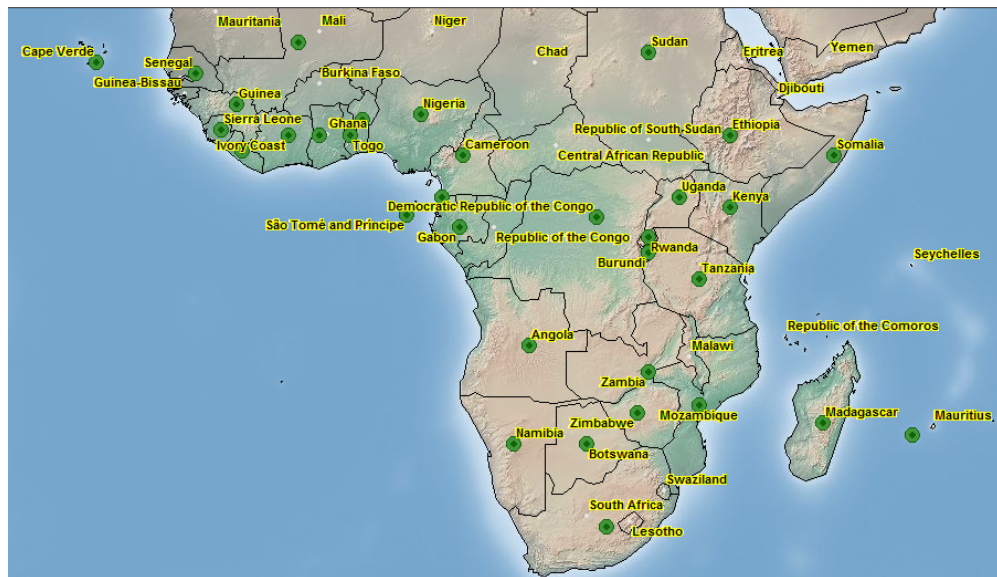 Mauritania
Mali
Niger
Cape Verde
Senegal
Chad
Sudan
Eritrea
Yemen
Guinea-Bissau
Burkina Faso
Djibouti
Guinea
Nigeria
Sierra Leone
Ghana
Republic of South Sudan
Ethiopia
Ivory Coast
Togo
Cameroon
Central African Republic
Somalia
Uganda
Kenya
Democratic Republic of the Congo
São Tomé and Príncipe
Gabon
Republic of the Congo
Rwanda
Burundi
Seychelles
Tanzania
Republic of the Comoros
Angola
Malawi
Zambia
Mozambique
Madagascar
Mauritius
Zimbabwe
Namibia
Botswana
Swaziland
South Africa
Lesotho